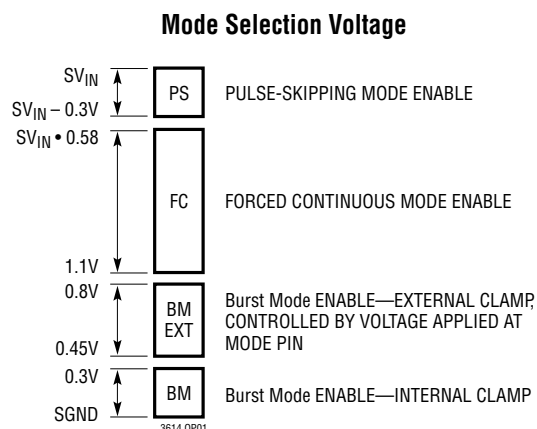 Mode Selection Voltage
SVIN
PS
PULSE-SKIPPING MODE ENABLE
SVIN – 0.3V
SVIN • 0.58
FC
FORCED CONTINUOUS MODE ENABLE
1.1V
0.8V
BM
EXT
Burst Mode ENABLE—EXTERNAL CLAMP,
CONTROLLED BY VOLTAGE APPLIED AT
MODE PIN
0.45V
0.3V
BM
Burst Mode ENABLE—INTERNAL CLAMP
SGND
3614 OP01